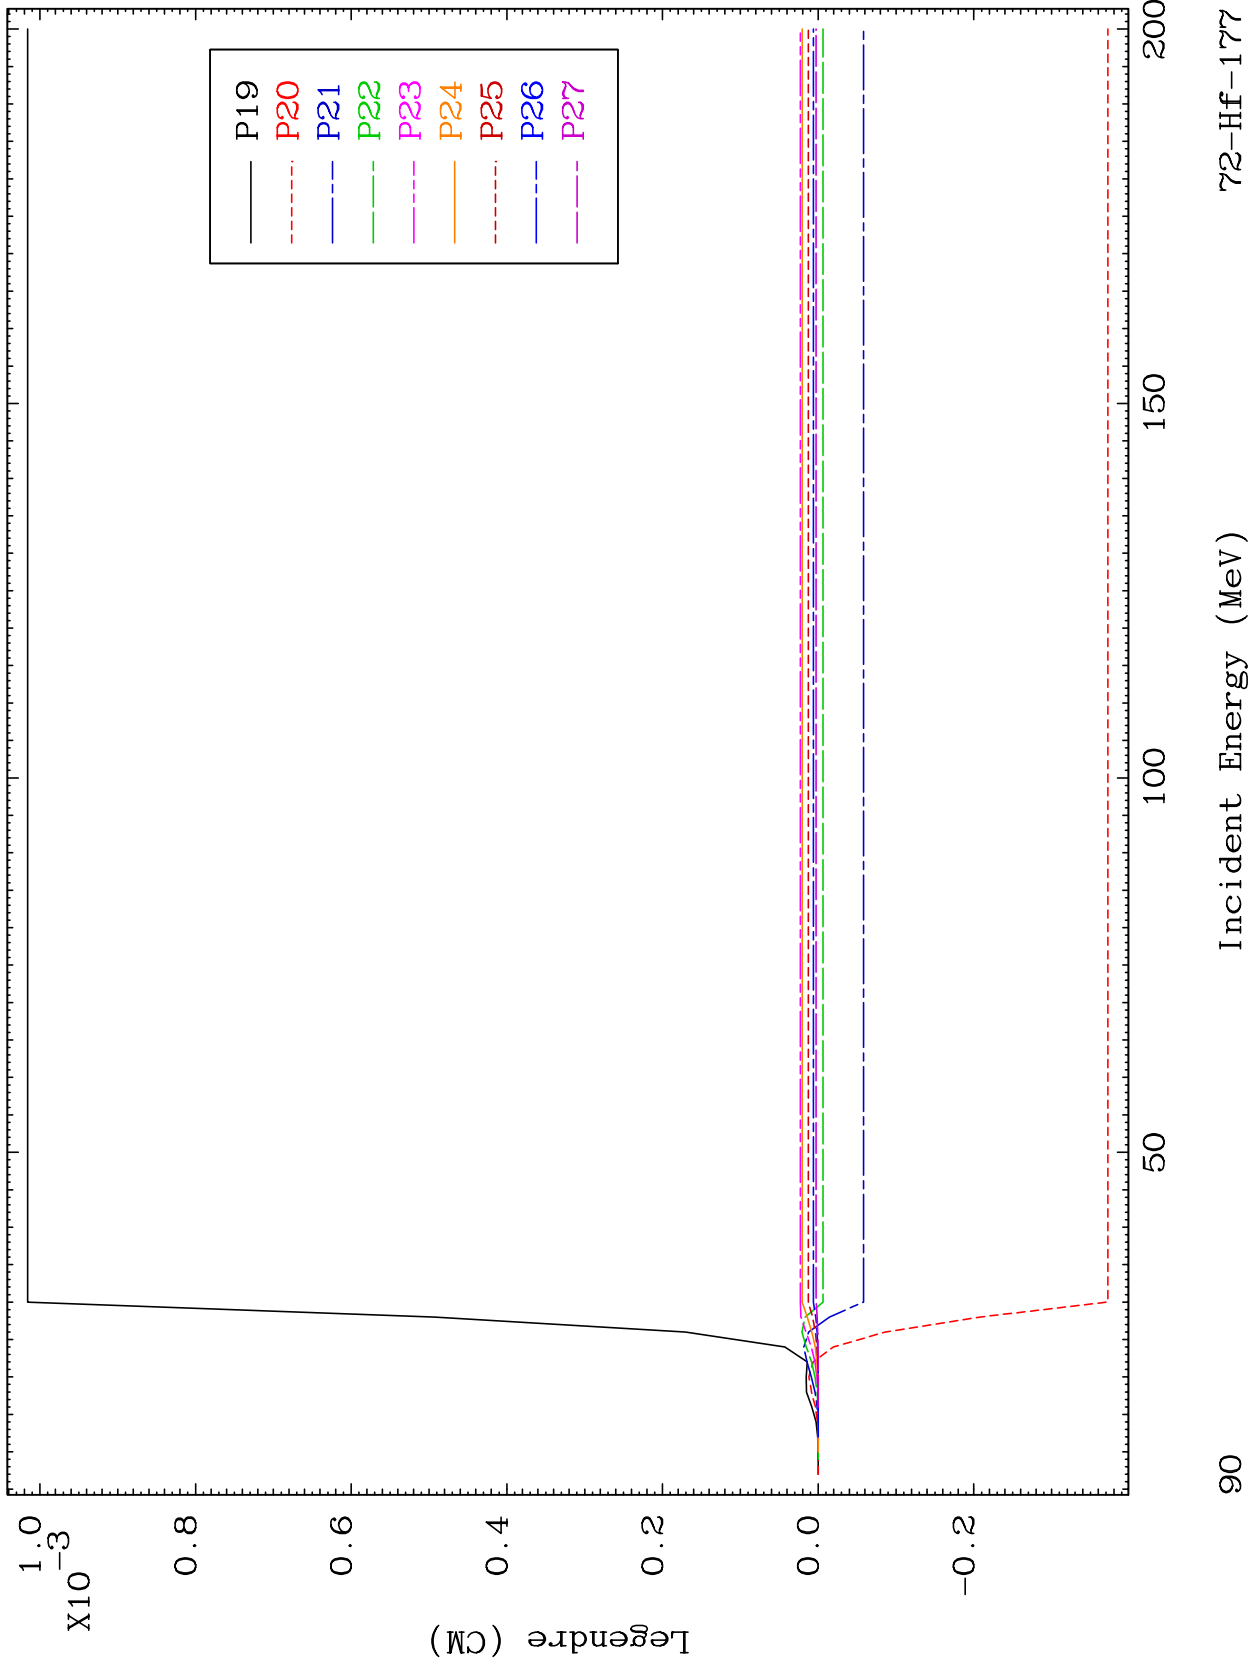 P19
P20
P21
P22
P23
P24
P25
P26
P27
1.0
X10 -3
0.8
0.6
0.4
0.2
0.0
-0.2
Legendre (CM)
50
100
150
200
90
Incident Energy (MeV)
72-Hf-177